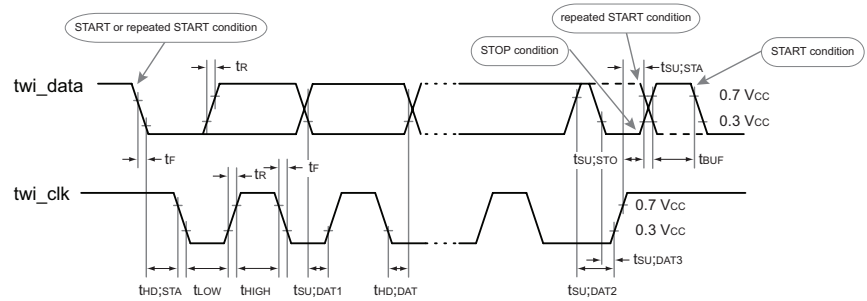 START or repeated START condition
repeated START condition
STOP condition
tSU;STA
START condition
tR
twi_data
0.7 VCC
0.3 VCC
tF
tSU;STO
tBUF
tR
tF
twi_clk
0.7 VCC
0.3 VCC
tSU;DAT3
tHD;STA
tLOW
tHIGH
tSU;DAT1
tHD;DAT
tSU;DAT2